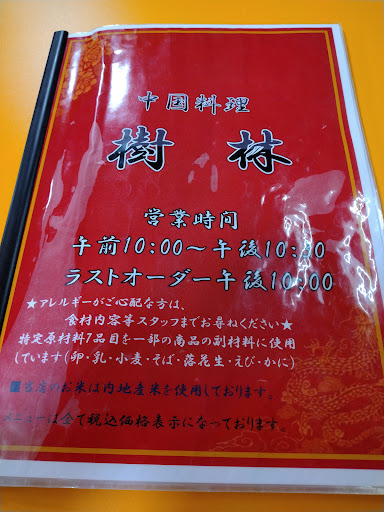 中国料理
樹林
営業時間
午前10:00～午後10:30
ラストオーダー午後10:00
★アレルギーがご心配な方は、
食材内容等スタッフまでお尋ねください★
特定原材料7品目を一部の商品の副材料に使用
しています(卵・乳・小麦・そば・落花生・えび・かに)
■当店のお米は内地産米を使用しております。
メニューは全て税込価格表示になっております。